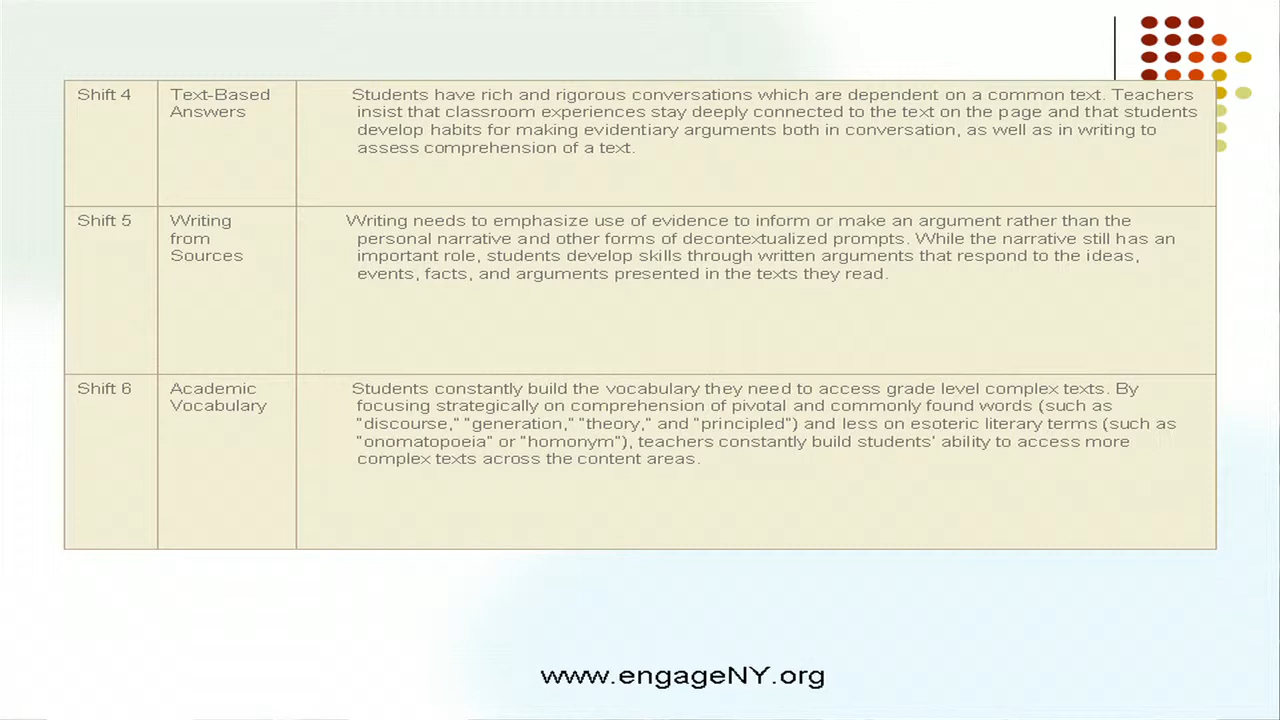 Shift 4
Text-Based
Answers
Students have rich and rigorous conversations which are dependent on a common text. Teachers
insist that classroom experiences stay deeply connected to the text on the page and that students
develop habits for making evidentiary arguments both in conversation, as well as in writing to
assess comprehension of a text.
Shift 5
Writing
from
Sources
Writing needs to emphasize use of evidence to inform or make an argument rather than the
personal narrative and other forms of decontextualized prompts. While the narrative still has an
important role, students develop skills through written arguments that respond to the ideas,
events, facts, and arguments presented in the texts they read.
Shift 6
Academic
Vocabulary
Students constantly build the vocabulary they need to access grade level complex texts. By
focusing strategically on comprehension of pivotal and commonly found words (such as
“discourse,” “generation,” “theory,” and “principled”) and less on esoteric literary terms (such as
“onomatopoeia” or “homonym”), teachers constantly build students’ ability to access more
complex texts across the content areas.
www.engageNY.org